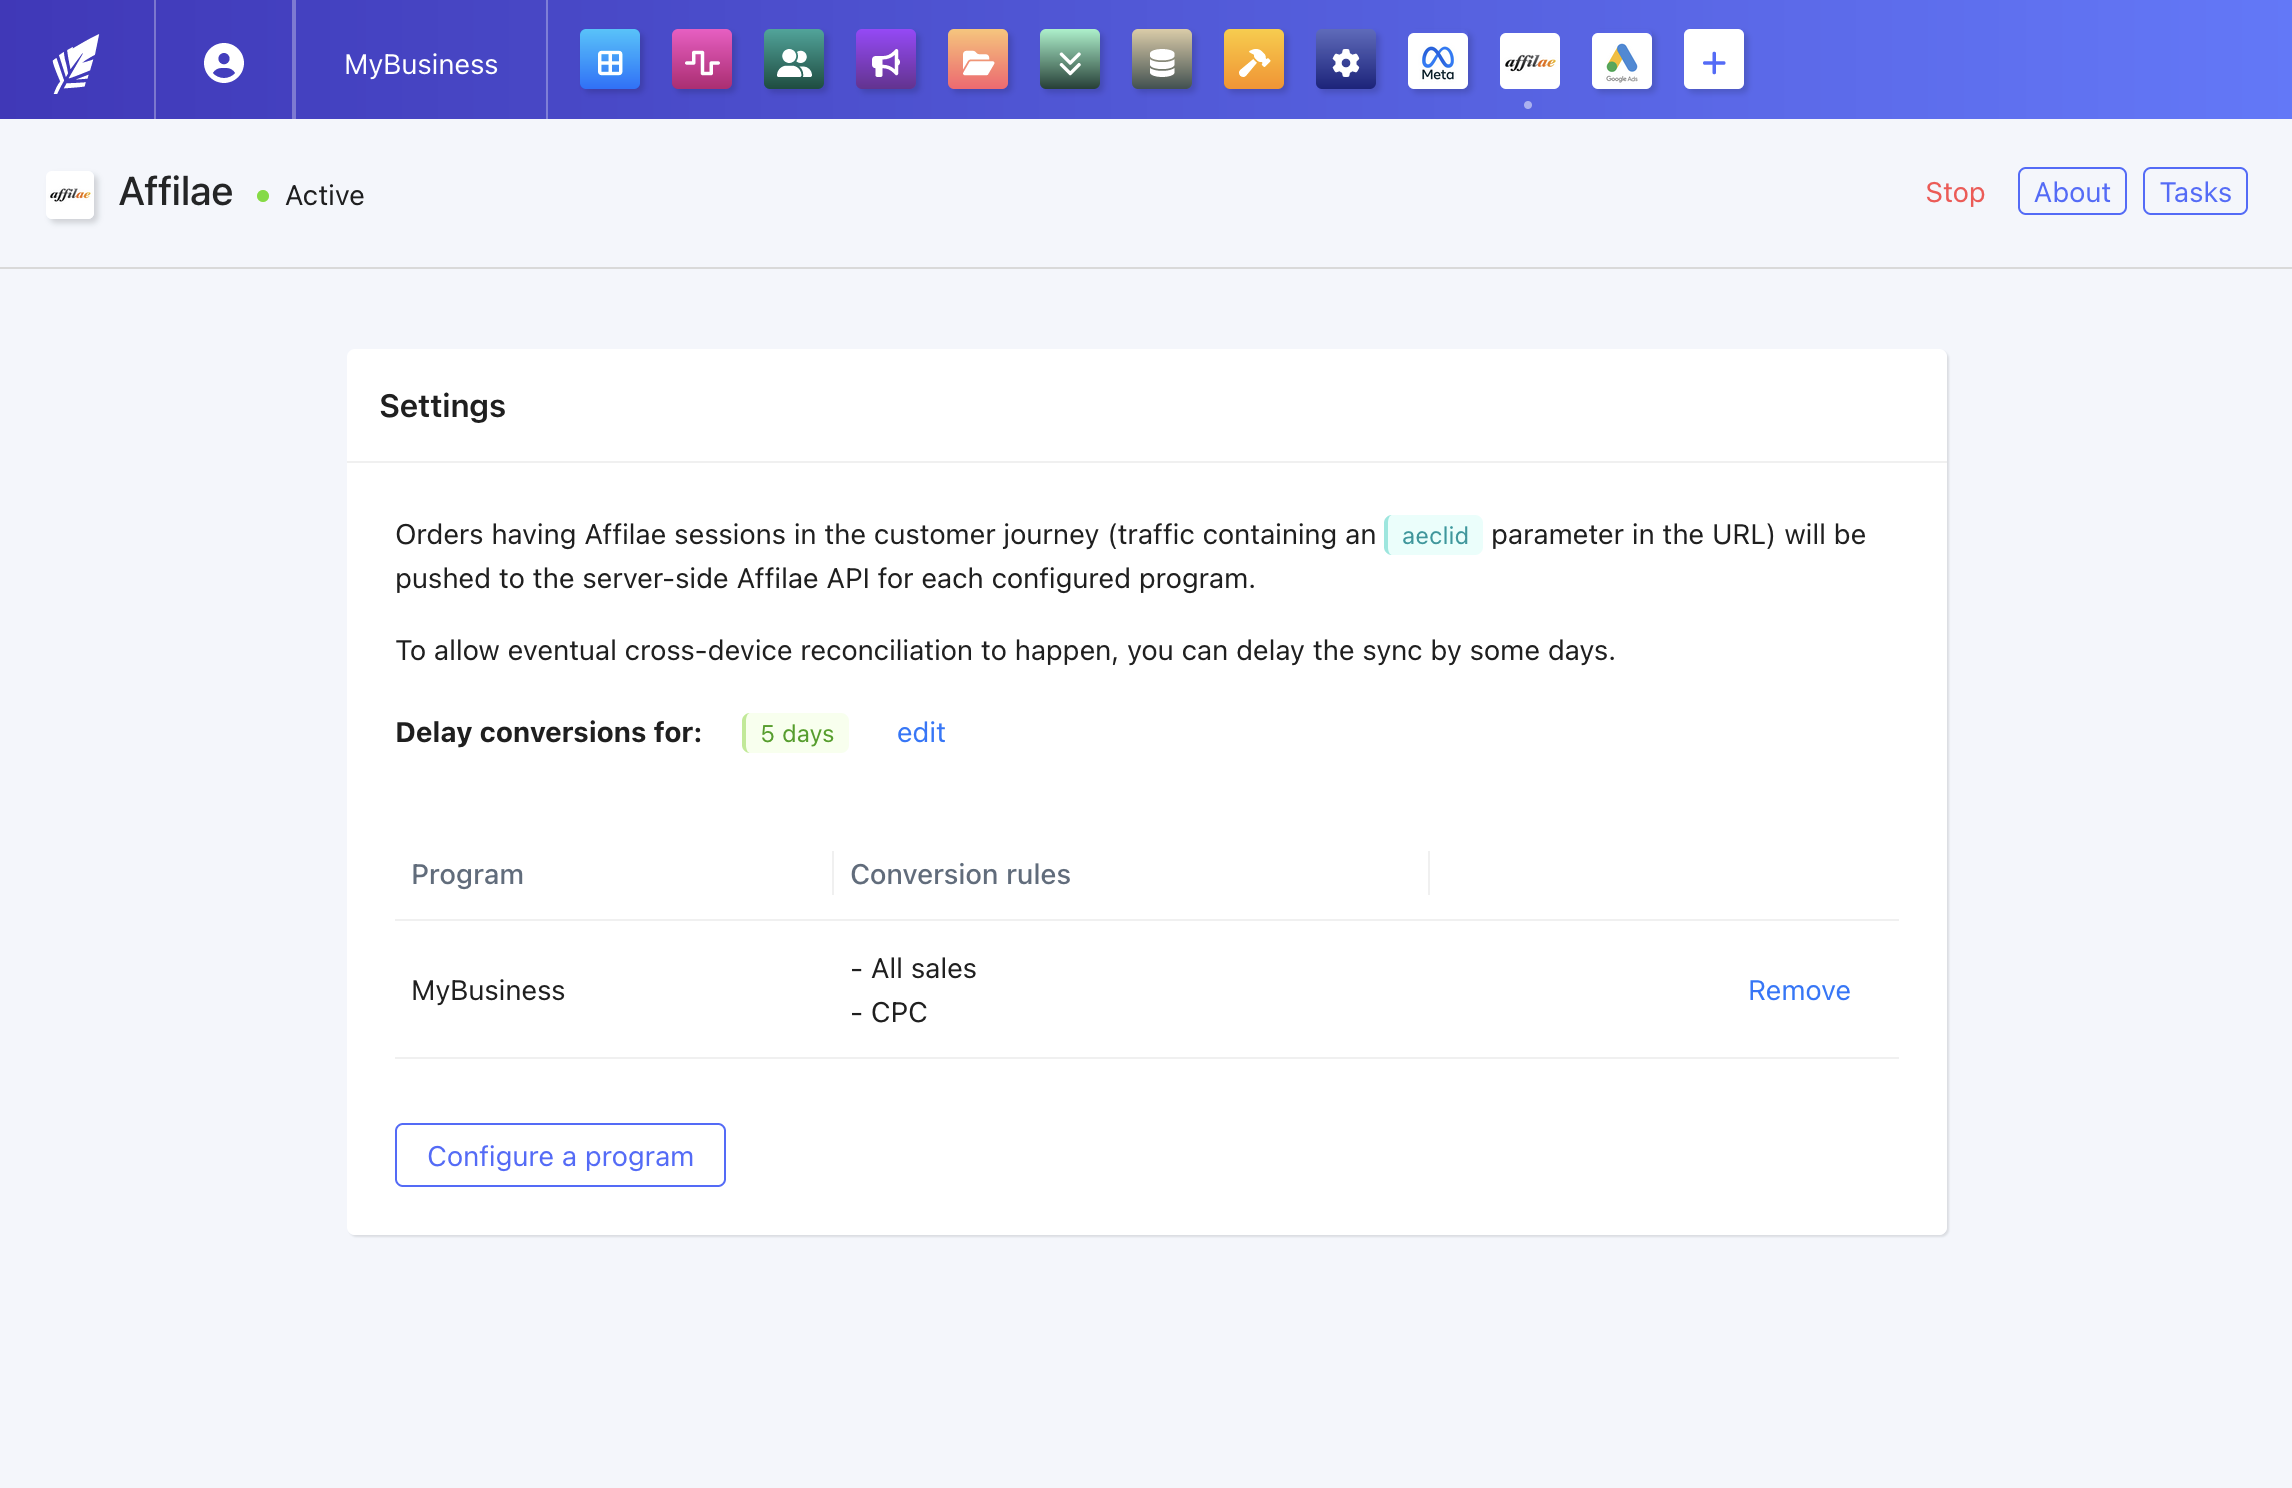 MyBusiness
Meta
affilae
Google Ads
affilae
Affilae
Active
Stop
About
Tasks
Settings
Orders having Affilae sessions in the customer journey (traffic containing an aeclid parameter in the URL) will be
pushed to the server-side Affilae API for each configured program.
To allow eventual cross-device reconciliation to happen, you can delay the sync by some days.
Delay conversions for: 5 days edit
Program
Conversion rules
MyBusiness
- All sales
- CPC
Remove
Configure a program